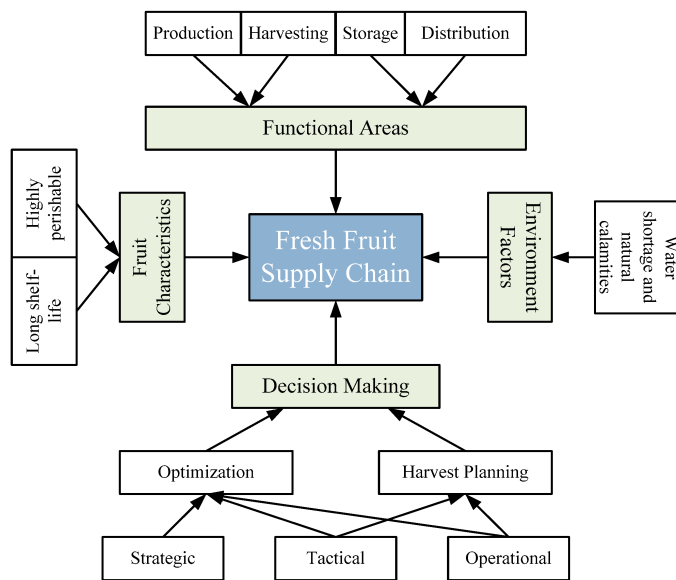 Production
Harvesting
Storage
Distribution
Functional Areas
Highly
perishable
Long shelf-
life
Fruit
Characteristics
Fresh Fruit
Supply Chain
Environment
Factors
Water
shortage and
natural
calamities
Decision Making
Optimization
Harvest Planning
Strategic
Tactical
Operational